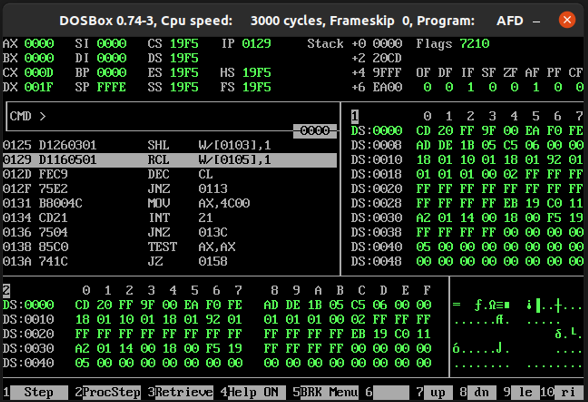 DOSBox 0.74-3, Cpu speed: 3000 cycles, Frameskip 0, Program: AFD
AX 0000 SI 0000 CS 19F5 IP 0129 Stack +0 0000 Flags 7210
BX 0000 DI 0000 DS 19F5 +2 20CD
CX 000D BP 0000 ES 19F5 HS 19F5 +4 9FFF OF DF IF SF ZF AF PF CF
DX 001F SP FFFE SS 19F5 FS 19F5 +6 EA00 0 0 1 0 0 1 0 0
CMD >
0000
0125 D1260301 SHL W/[0103],1
0129 D1160501 RCL W/[0105],1
012D FEC9 DEC CL
012F 75E2 JNZ 0113
0131 B8004C MOV AX,4C00
0134 CD21 INT 21
0136 7504 JNZ 013C
0138 85C0 TEST AX,AX
013A 741C JZ 0158
1 0 1 2 3 4 5 6 7
DS:0000 CD 20 FF 9F 00 EA F0 FE
DS:0008 AD DE 1B 05 C5 06 00 00
DS:0010 18 01 10 01 18 01 92 01
DS:0018 01 01 01 00 02 FF FF FF
DS:0020 FF FF FF FF FF FF FF FF
DS:0028 FF FF FF FF EB 19 C0 11
DS:0030 A2 01 14 00 18 00 F5 19
DS:0038 FF FF FF FF 00 00 00 00
DS:0040 05 00 00 00 00 00 00 00
DS:0048 00 00 00 00 00 00 00 00
2 0 1 2 3 4 5 6 7 8 9 A B C D E F
DS:0000 CD 20 FF 9F 00 EA F0 FE AD DE 1B 05 C5 06 00 00
DS:0010 18 01 10 01 18 01 92 01 01 01 01 00 02 FF FF FF
DS:0020 FF FF FF FF FF FF FF FF FF FF FF FF EB 19 C0 11
DS:0030 A2 01 14 00 18 00 F5 19 FF FF FF FF 00 00 00 00
DS:0040 05 00 00 00 00 00 00 00 00 00 00 00 00 00 00 00
1 Step 2 ProcStep 3 Retrieve 4 Help ON 5 BRK Menu 6 7 up 8 dn 9 le 10 ri